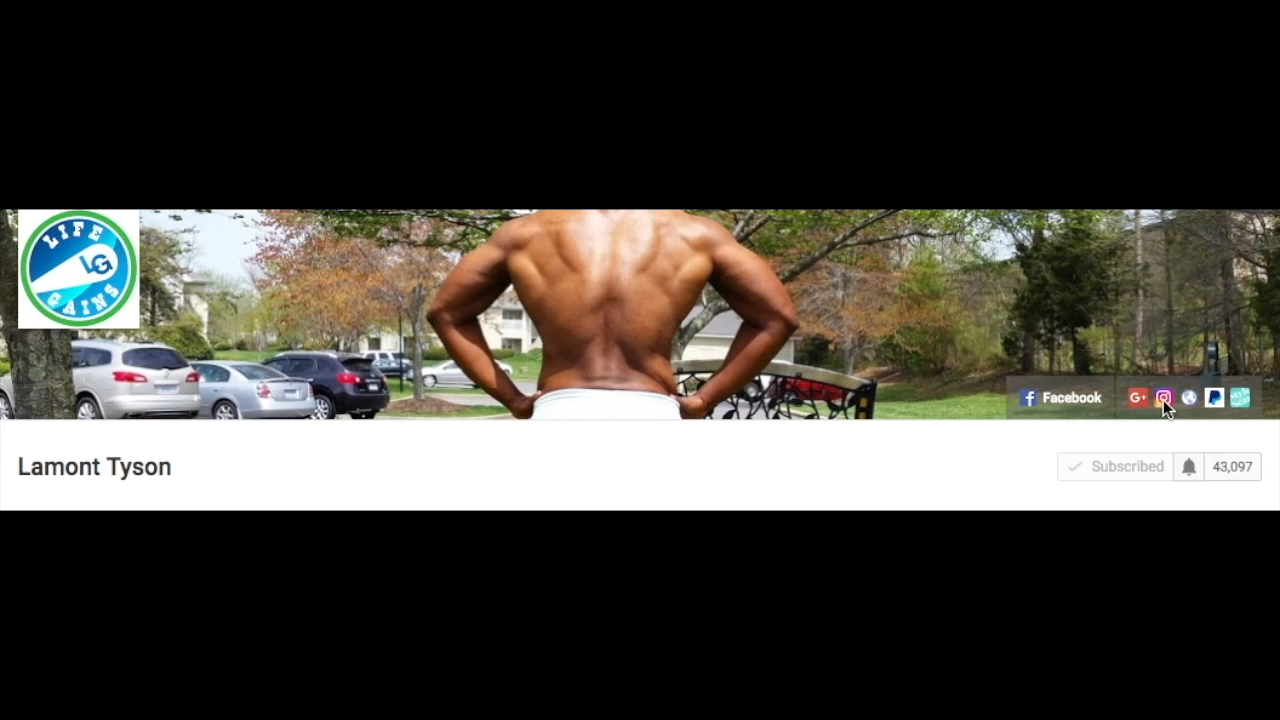 LIFE
LG
GAINS
Facebook
G+
Lamont Tyson
Subscribed
43,097